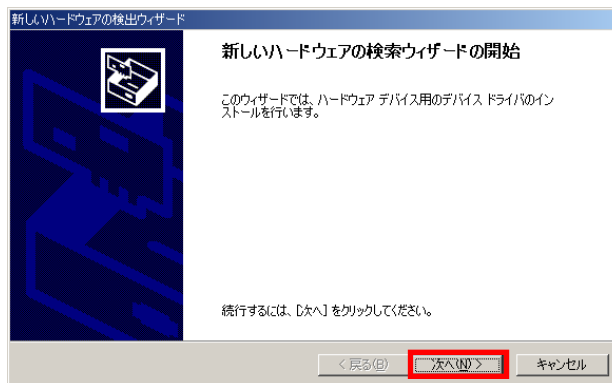 新しいハードウェアの検出ウィザード
新しいハードウェアの検索ウィザードの開始
このウィザードでは、ハードウェア デバイス用のデバイス ドライバのイン
ストールを行います。
続行するには、[次へ] をクリックしてください。
< 戻る(B)
次へ(N) >
キャンセル